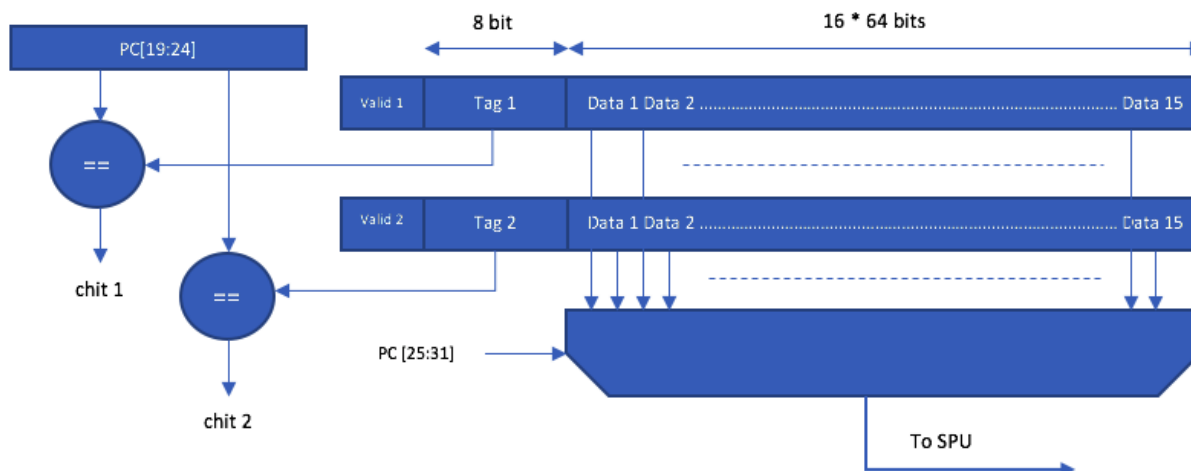 8 bit
16 * 64 bits
PC[19:24]
Valid 1
Tag 1
Data 1 Data 2 ........................................................................................................ Data 15
==
Valid 2
Tag 2
Data 1 Data 2 ........................................................................................................ Data 15
chit 1
==
PC [25:31]
chit 2
To SPU